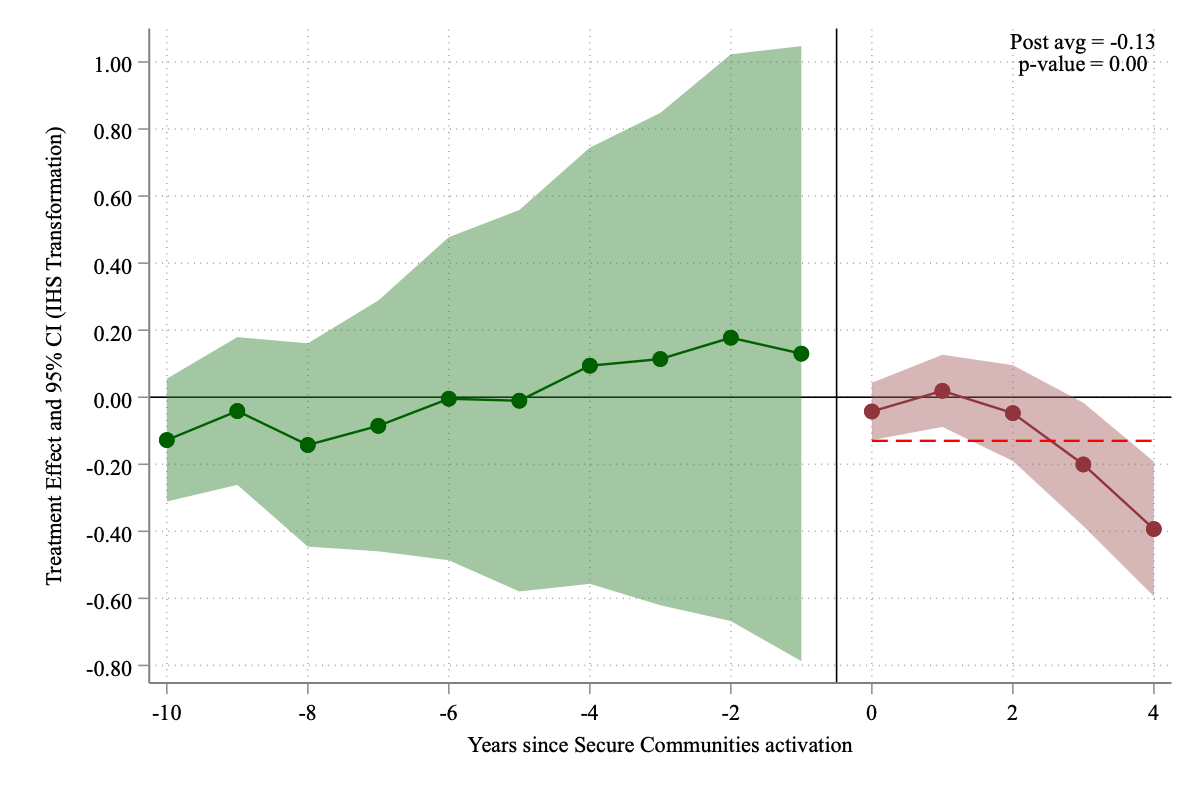 Post avg = -0.13
p-value = 0.00
Treatment Effect and 95% CI (IHS Transformation)
1.00
0.80
0.60
0.40
0.20
0.00
-0.20
-0.40
-0.60
-0.80
-10 -8 -6 -4 -2 0 2 4
Years since Secure Communities activation